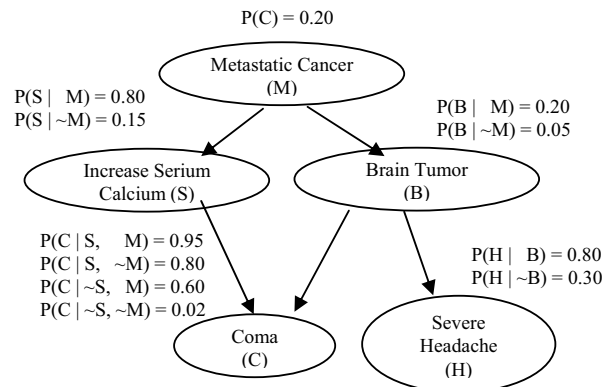 P(C) = 0.20
Metastatic Cancer
(M)
P(S | M) = 0.80
P(S | ~M) = 0.15
P(B | M) = 0.20
P(B | ~M) = 0.05
Increase Serium
Calcium (S)
Brain Tumor
(B)
P(C | S, M) = 0.95
P(C | S, ~M) = 0.80
P(C | ~S, M) = 0.60
P(C | ~S, ~M) = 0.02
P(H | B) = 0.80
P(H | ~B) = 0.30
Coma
(C)
Severe
Headache
(H)